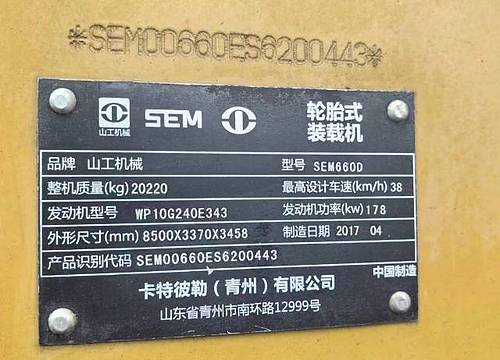 *SEM00660ES6200443*
山工机械 SEM 轮胎式
装载机
品牌 山工机械 型号 SEM660D
整机质量(kg) 20220 最高设计车速(km/h) 38
发动机型号 WP10G240E343 发动机功率(kw) 178
外形尺寸(mm) 8500X3370X3458 制造日期 2017 04
产品识别代码 SEM00660ES6200443
中国制造
卡特彼勒（青州）有限公司
山东省青州市南环路12999号